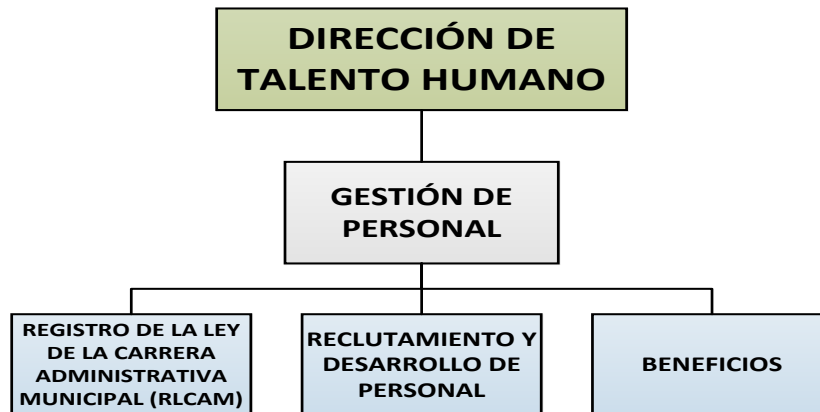 DIRECCIÓN DE
TALENTO HUMANO
GESTIÓN DE
PERSONAL
REGISTRO DE LA LEY
DE LA CARRERA
ADMINISTRATIVA
MUNICIPAL (RLCAM)
RECLUTAMIENTO Y
DESARROLLO DE
PERSONAL
BENEFICIOS